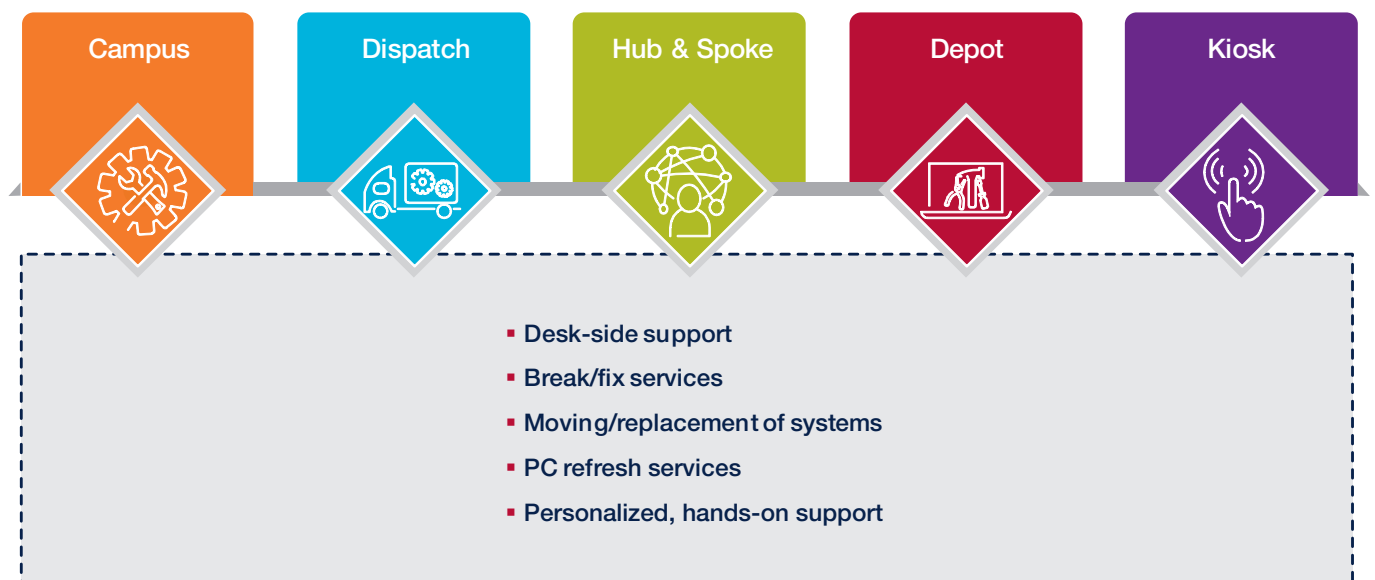 Campus
Dispatch
Hub & Spoke
Depot
Kiosk
▪ Desk-side support
▪ Break/fix services
▪ Moving/replacement of systems
▪ PC refresh services
▪ Personalized, hands-on support